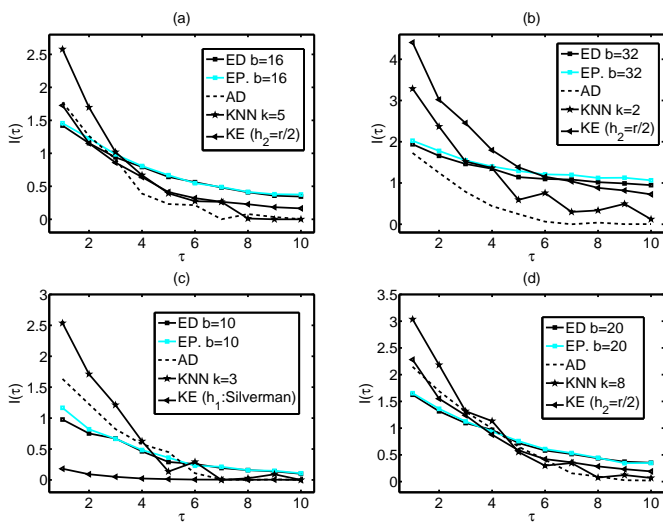 (a)
I(τ)
2.5
2
1.5
1
0.5
0
2 4 6 8 10
τ
ED b=16
EP. b=16
AD
KNN k=5
KE (h2=r/2)
(b)
I(τ)
4
3
2
1
0
2 4 6 8 10
τ
ED b=32
EP. b=32
AD
KNN k=2
KE (h2=r/2)
(c)
I(τ)
3
2.5
2
1.5
1
0.5
0
2 4 6 8 10
τ
ED b=10
EP. b=10
AD
KNN k=3
KE (h1:Silverman)
(d)
I(τ)
3.5
3
2.5
2
1.5
1
0.5
0
2 4 6 8 10
τ
ED b=20
EP. b=20
AD
KNN k=8
KE (h2=r/2)